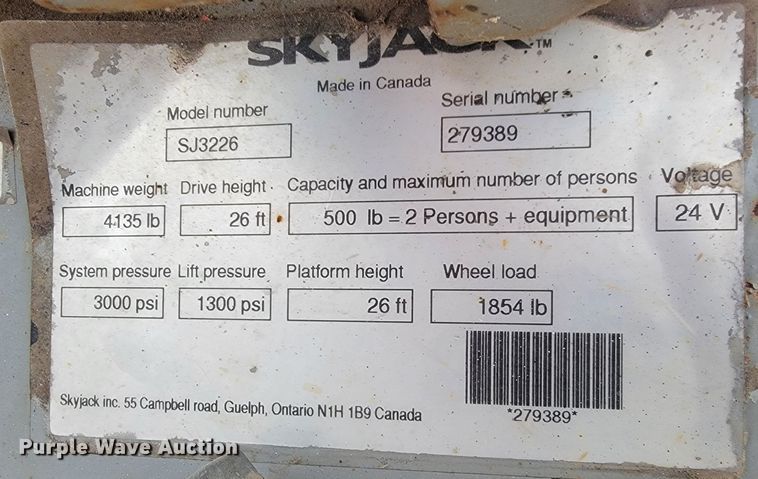 SKYJACK™
Made in Canada
Model number
SJ3226
Serial number
279389
Machine weight
4135 lb
Drive height
26 ft
Capacity and maximum number of persons
500 lb = 2 Persons + equipment
Voltage
24 V
System pressure
3000 psi
Lift pressure
1300 psi
Platform height
26 ft
Wheel load
1854 lb
*279389*
Skyjack inc. 55 Campbell road, Guelph, Ontario N1H 1B9 Canada
Purple Wave Auction